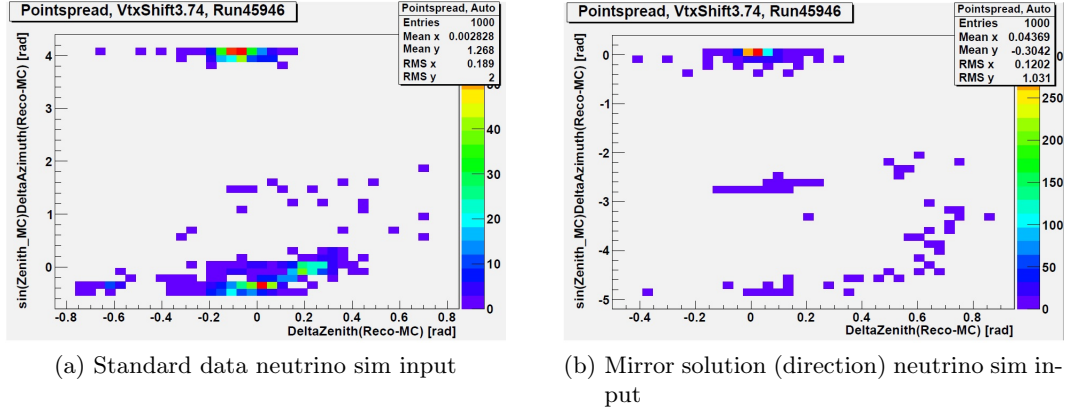 Pointspread, VtxShift3.74, Run45946
Pointspread, Auto
Entries 1000
Mean x 0.002828
Mean y 1.268
RMS x 0.189
RMS y 2
sin(Zenith_MC)DeltaAzimuth(Reco-MC) [rad]
4
3
2
1
0
-0.8 -0.6 -0.4 -0.2 0 0.2 0.4 0.6 0.8
DeltaZenith(Reco-MC) [rad]
40
30
20
10
0
(a) Standard data neutrino sim input
Pointspread, VtxShift3.74, Run45946
Pointspread, Auto
Entries 1000
Mean x 0.04369
Mean y -0.3042
RMS x 0.1202
RMS y 1.031
sin(Zenith_MC)DeltaAzimuth(Reco-MC) [rad]
0
-1
-2
-3
-4
-5
-0.4 -0.2 0 0.2 0.4 0.6 0.8
DeltaZenith(Reco-MC) [rad]
250
200
150
100
50
0
(b) Mirror solution (direction) neutrino sim in-
put